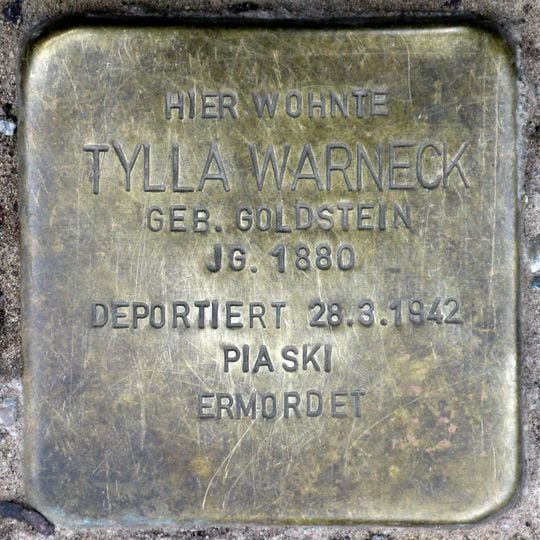 HIER WOHNTE
TYLLA WARNECK
GEB. GOLDSTEIN
JG. 1880
DEPORTIERT 28.3.1942
PIASKI
ERMORDET